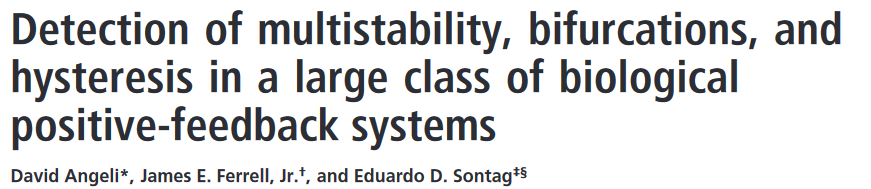 Detection of multistability, bifurcations, and
hysteresis in a large class of biological
positive-feedback systems
David Angeli*, James E. Ferrell, Jr.†, and Eduardo D. Sontag‡§